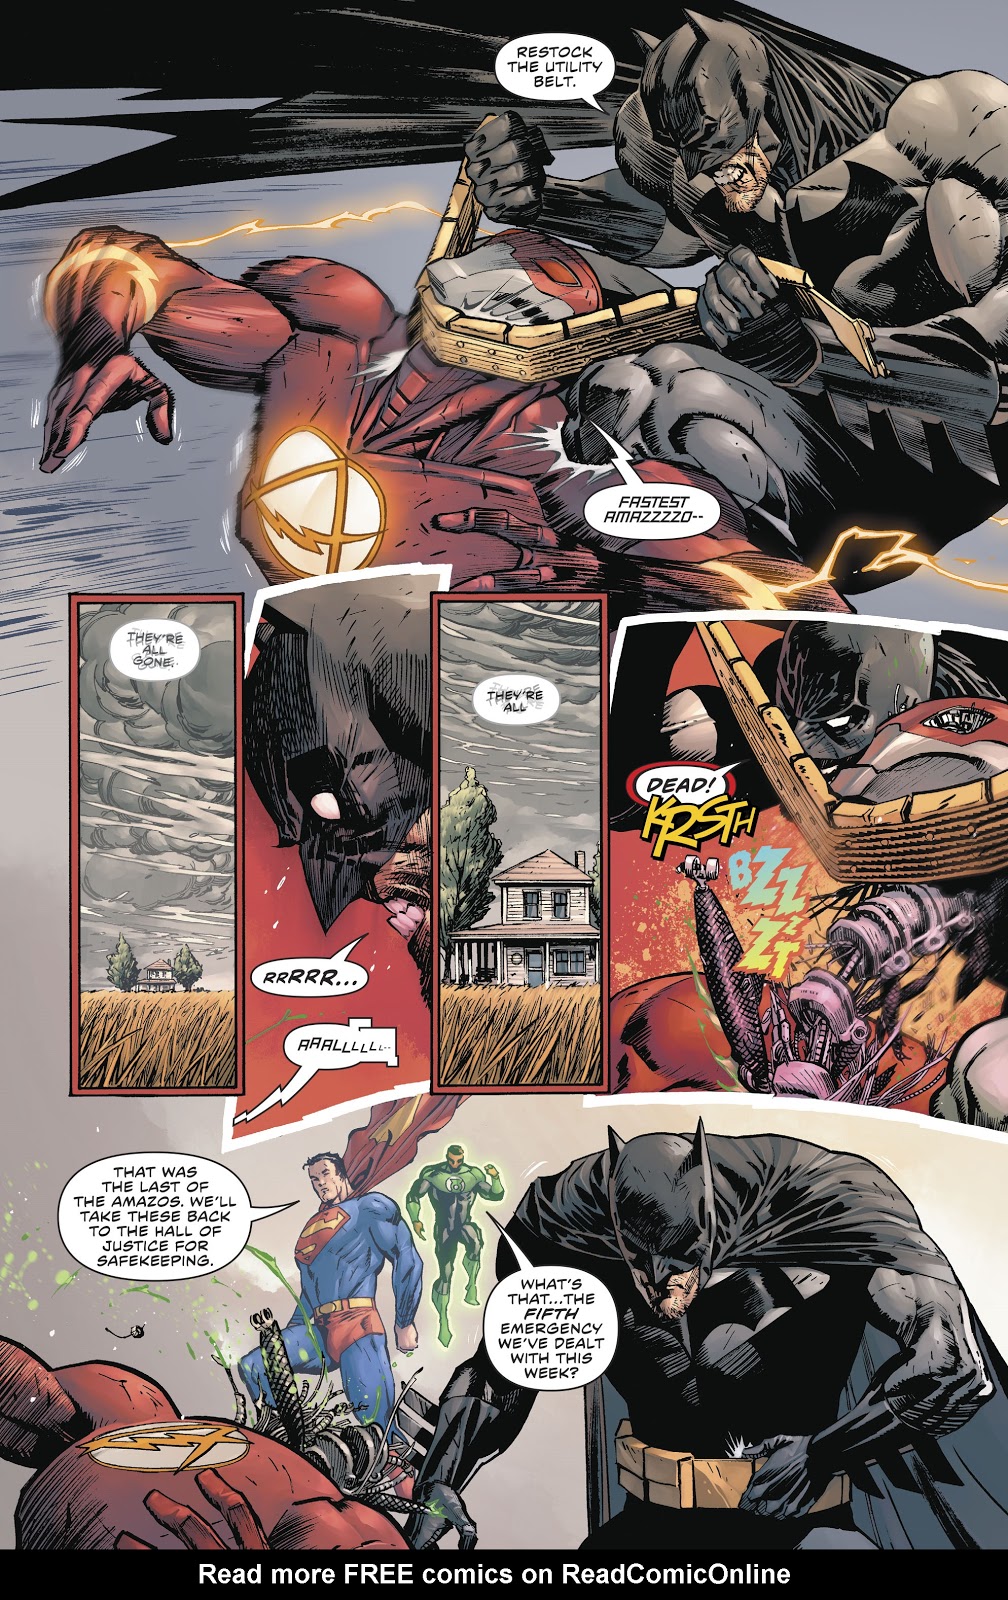 RESTOCK
THE UTILITY
BELT.
FASTEST
AMAZZZZO--
THEY'RE
ALL
GONE.
RRRRR...
AAALLLLLL--
THEY'RE
ALL
DEAD!
KRSTH
BZZZZZT
THAT WAS
THE LAST OF
THE AMAZOS. WE'LL
TAKE THESE BACK
TO THE HALL OF
JUSTICE FOR
SAFEKEEPING.
WHAT'S
THAT...THE
FIFTH
EMERGENCY
WE'VE DEALT
WITH THIS
WEEK?
Read more FREE comics on ReadComicOnline